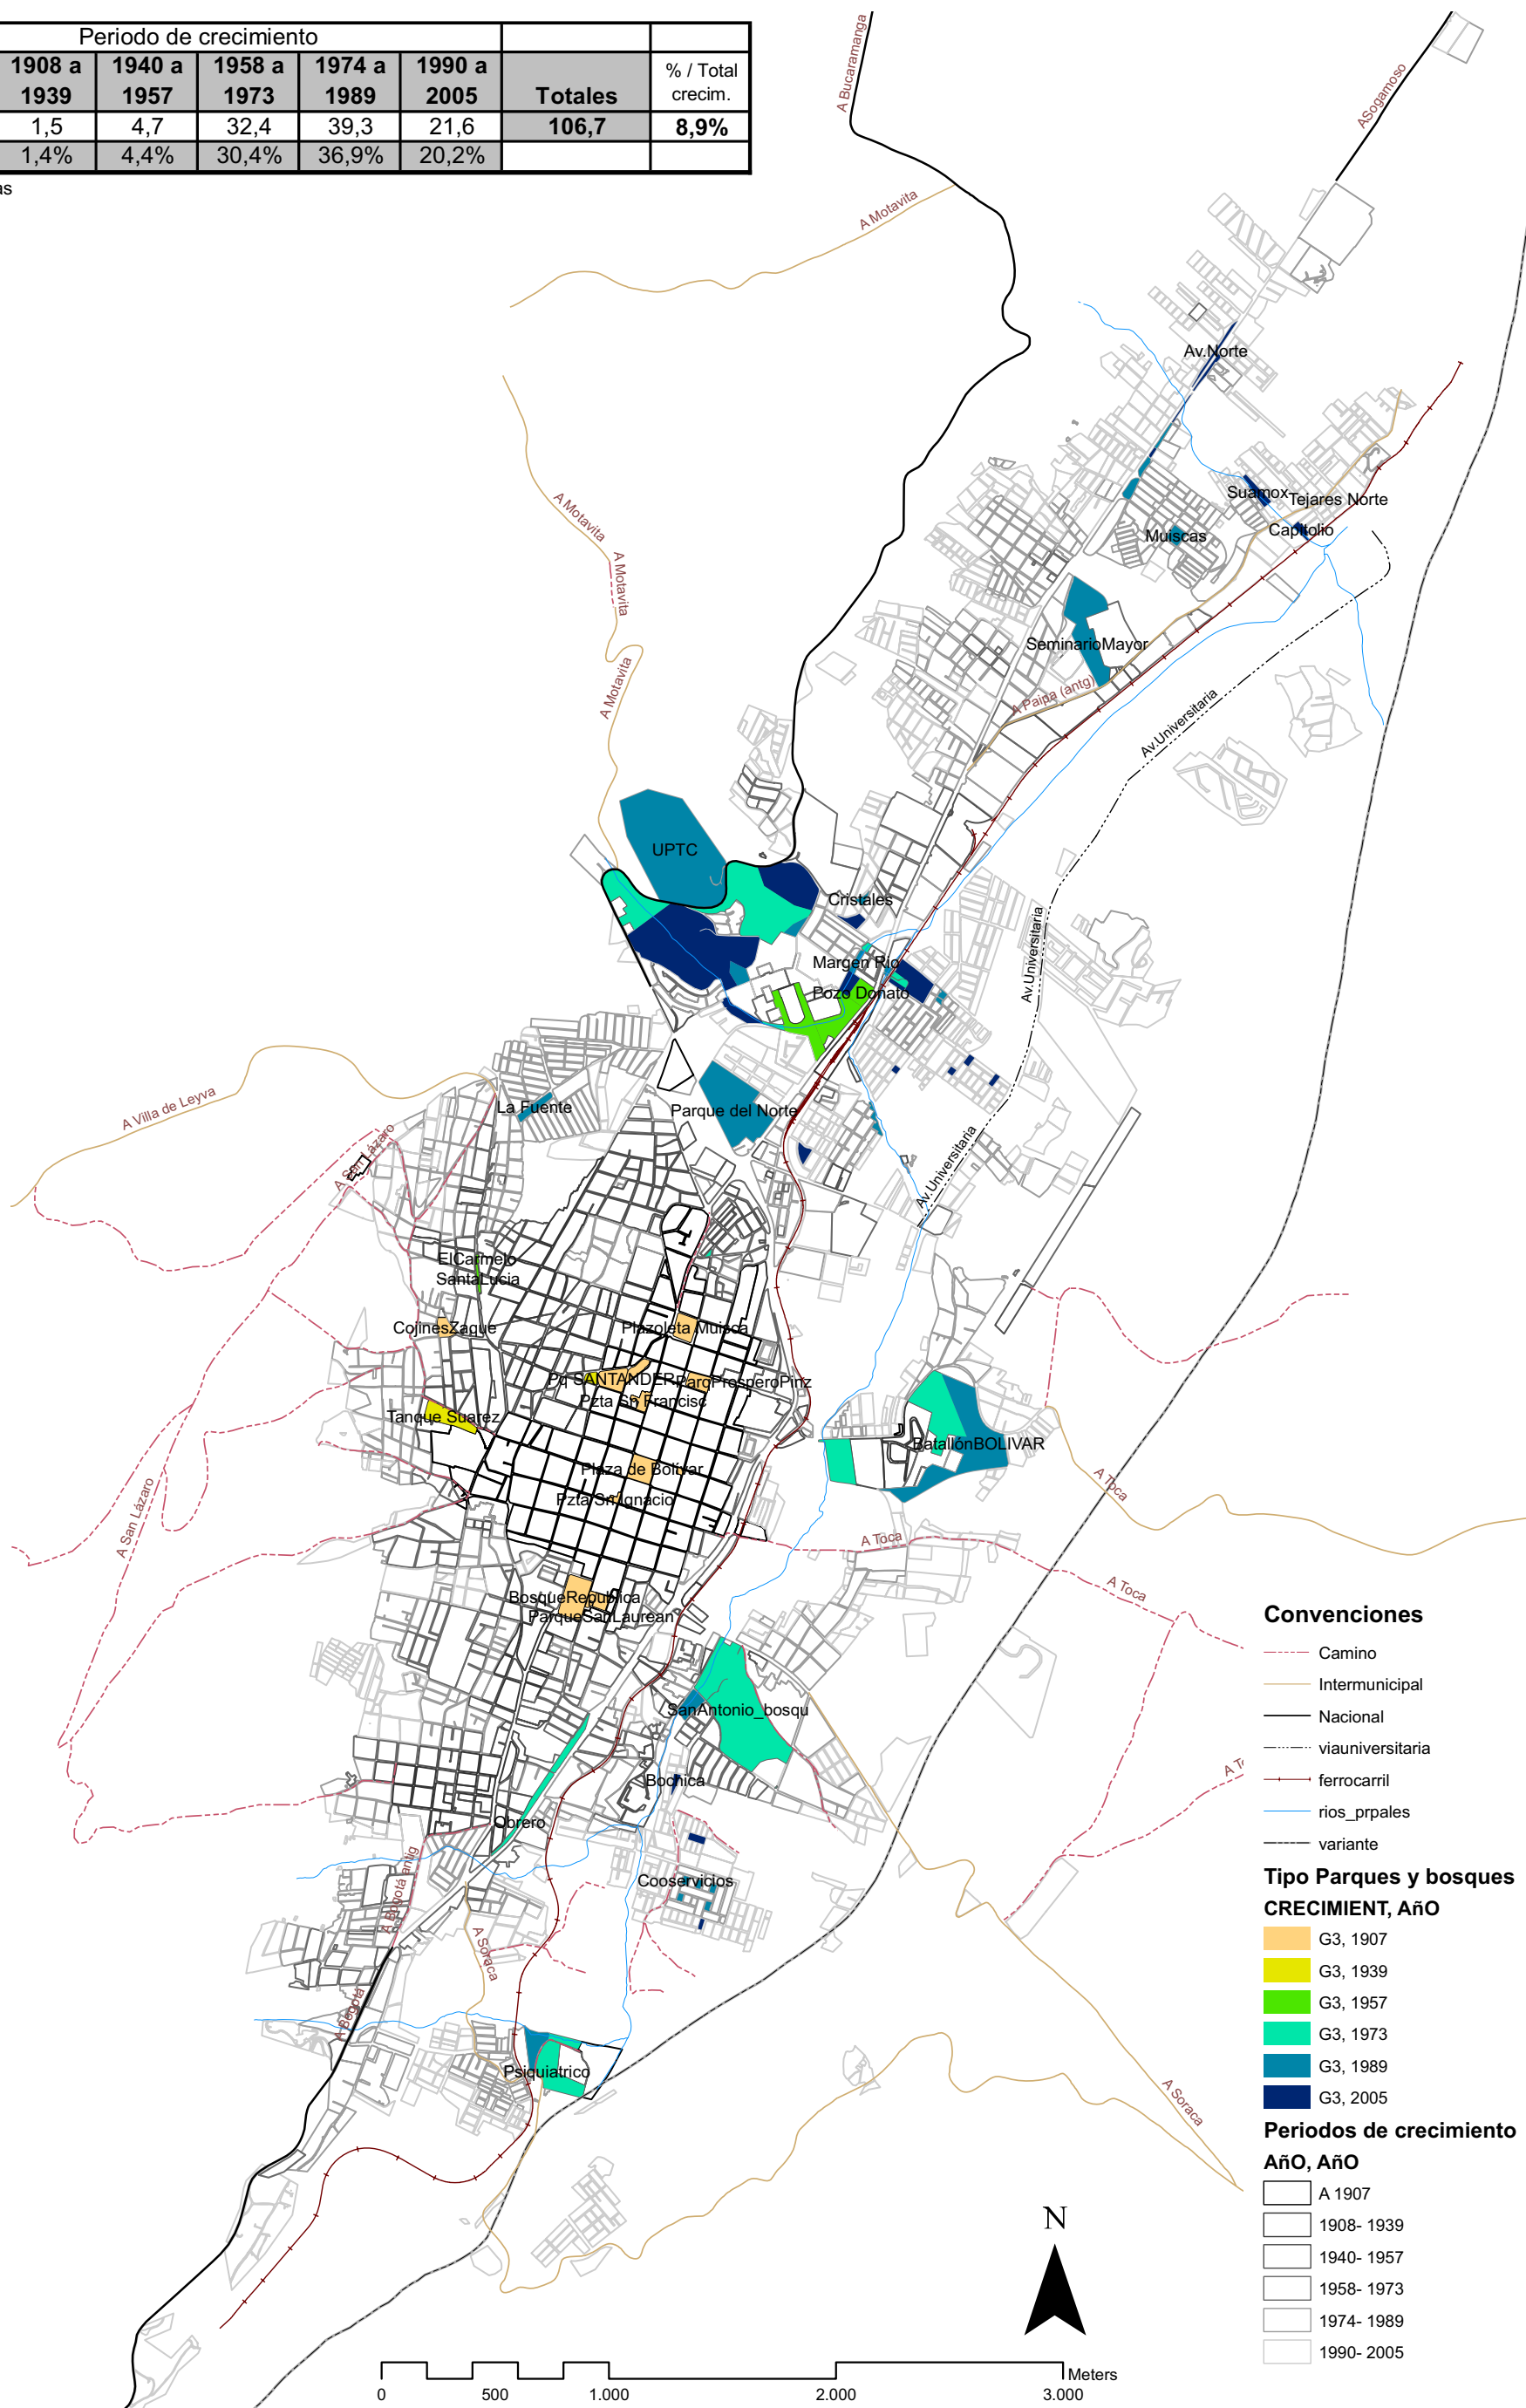 Periodo de crecimiento
1908 a 1939 1940 a 1957 1958 a 1973 1974 a 1989 1990 a 2005 Totales % / Total crecim.
1,5 4,7 32,4 39,3 21,6 106,7 8,9%
1,4% 4,4% 30,4% 36,9% 20,2%
as
A Bucaramanga
ASogamoso
A Motavita
Av.Norte
A Motavita
Suamox
Tejares Norte
Capitolio
Muiscas
A Motavita
SeminarioMayor
A Motavita
A Paipa (antg)
Av.Universitaria
UPTC
Cristales
Margen Rio
Av.Universitaria
Pozo Donato
A Villa de Leyva
La Fuente
Parque del Norte
A San Lázaro
Av.Universitaria
ElCarmelo
SantaLucia
CojinesZaque
Plazoleta Muisca
Pq SANTANDER
ParqProsperoPinz
Pzta Sn Francisc
Tanque Suarez
BatallónBOLIVAR
Plaza de Bolívar
A Toca
Pzta Sn Ignacio
A San Lázaro
A Toca
A Toca
BosqueRepublica
ParqueSanLaurean
SanAntonio_bosqu
Bochica
Obrero
Cooservicios
A Bogotá antig
A Soraca
A Bogotá
Psiquiatrico
A Soraca
Convenciones
Camino
Intermunicipal
Nacional
viauniversitaria
ferrocarril
rios_prpales
variante
Tipo Parques y bosques
CRECIMIENT, AñO
G3, 1907
G3, 1939
G3, 1957
G3, 1973
G3, 1989
G3, 2005
Periodos de crecimiento
AñO, AñO
A 1907
1908- 1939
1940- 1957
1958- 1973
1974- 1989
1990- 2005
N
Meters
0 500 1.000 2.000 3.000